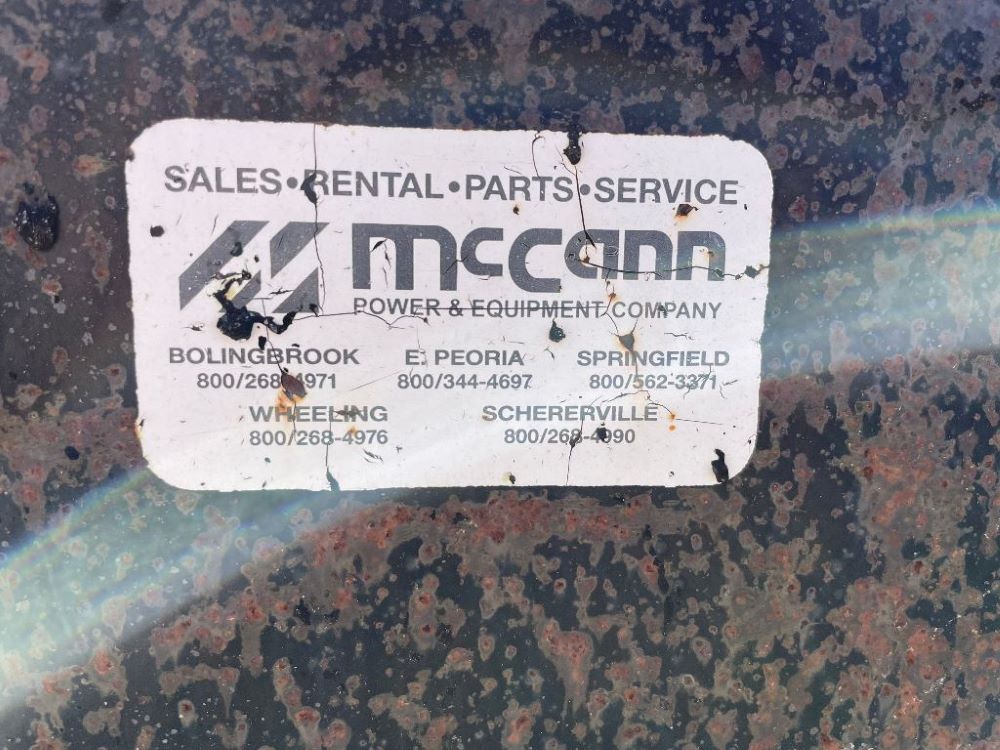 SALES•RENTAL•PARTS•SERVICE
mccann
POWER & EQUIPMENT COMPANY
BOLINGBROOK E. PEORIA SPRINGFIELD
800/268-4971 800/344-4697 800/562-3371
WHEELING SCHERERVILLE
800/268-4976 800/268-4990